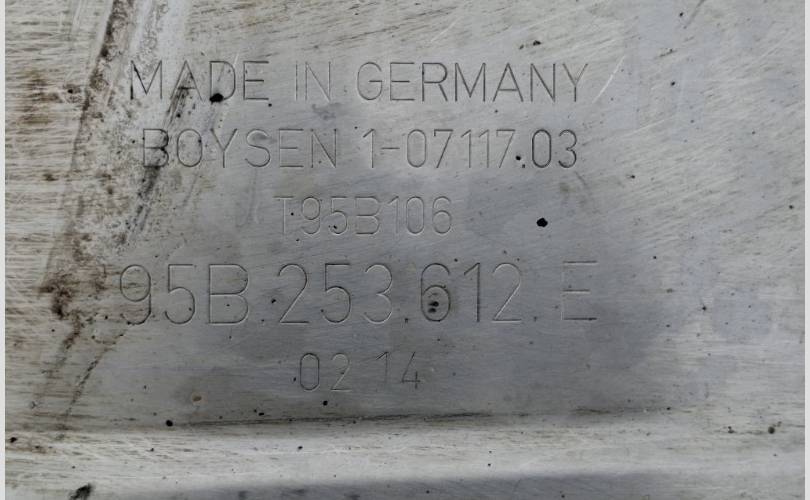 MADE IN GERMANY
BOYSEN 1-07117.03
T95B106
95B.253.612.E
02 14